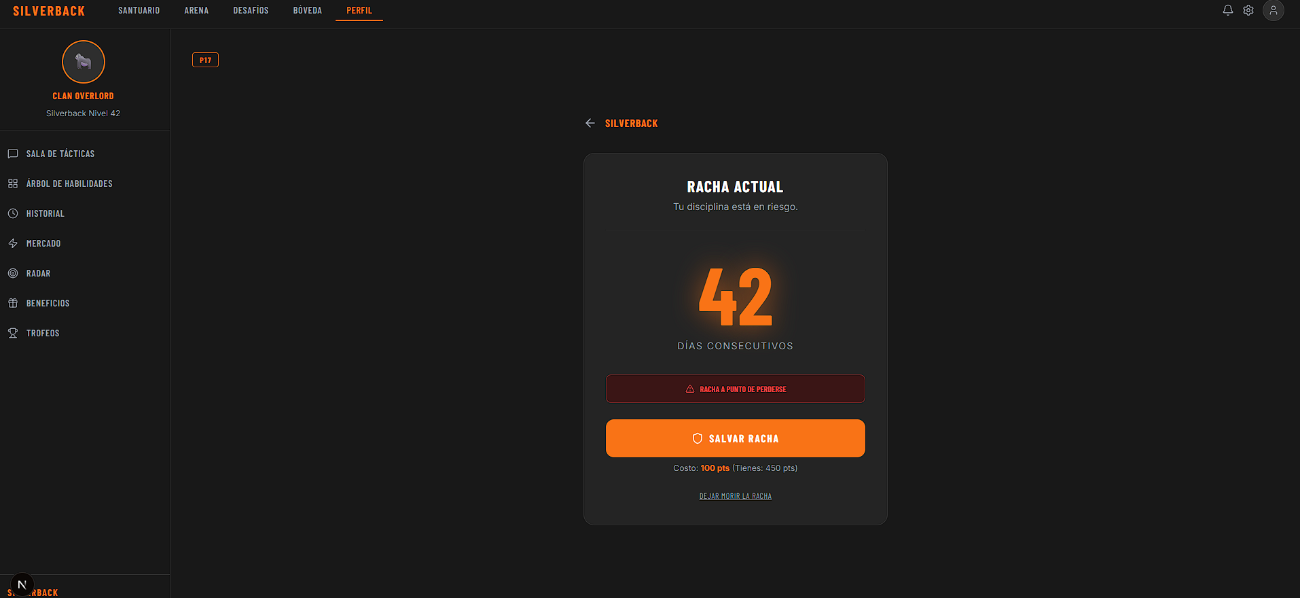 SILVERBACK
SANTUARIO
ARENA
DESAFÍOS
BÓVEDA
PERFIL
CLAN OVERLORD
Silverback Nivel 42
SALA DE TÁCTICAS
ÁRBOL DE HABILIDADES
HISTORIAL
MERCADO
RADAR
BENEFICIOS
TROFEOS
P17
SILVERBACK
RACHA ACTUAL
Tu disciplina está en riesgo.
42
DÍAS CONSECUTIVOS
RACHA A PUNTO DE PERDERSE
SALVAR RACHA
Costo: 100 pts (Tienes: 450 pts)
DEJAR MORIR LA RACHA
N